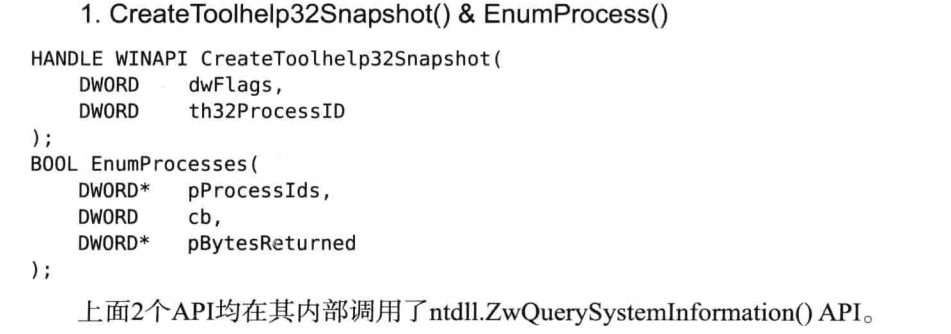 1. CreateToolhelp32Snapshot() & EnumProcess()
HANDLE WINAPI CreateToolhelp32Snapshot(
    DWORD    dwFlags,
    DWORD    th32ProcessID
);
BOOL EnumProcesses(
    DWORD*   pProcessIds,
    DWORD    cb,
    DWORD*   pBytesReturned
);
上面2个API均在其内部调用了ntdll.ZwQuerySystemInformation() API。